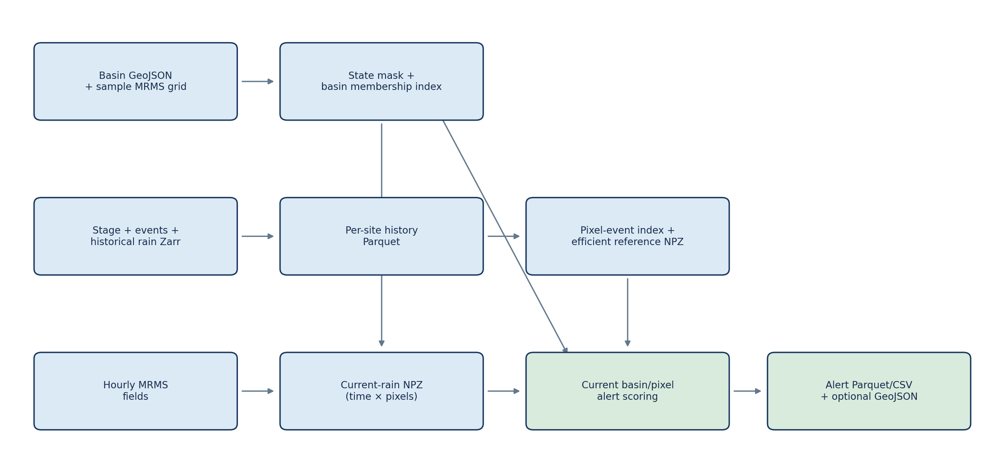 Basin GeoJSON
+ sample MRMS grid
State mask +
basin membership index
Stage + events +
historical rain Zarr
Per-site history
Parquet
Pixel-event index +
efficient reference NPZ
Hourly MRMS
fields
Current-rain NPZ
(time × pixels)
Current basin/pixel
alert scoring
Alert Parquet/CSV
+ optional GeoJSON